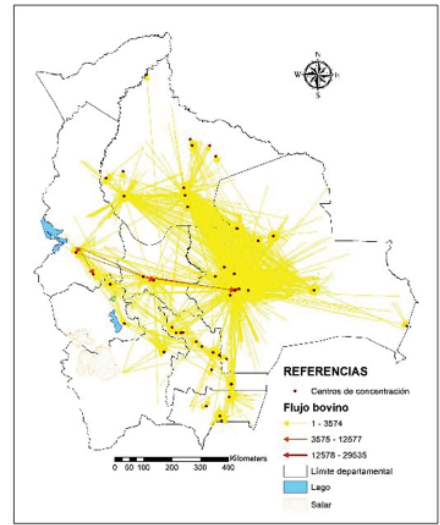 N
W E
S
REFERENCIAS
Centros de concentración
Flujo bovino
1 - 3574
3575 - 12577
12578 - 29535
Límite departamental
Lago
Salar
Kilometers
0 50 100 200 300 400